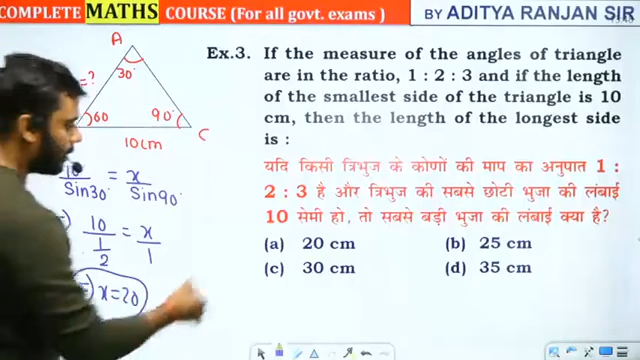 COMPLETE MATHS COURSE (For all govt. exams)
BY ADITYA RANJAN SIR
Ex.3. If the measure of the angles of triangle
are in the ratio, 1 : 2 : 3 and if the length
of the smallest side of the triangle is 10
cm, then the length of the longest side
is :
यदि किसी त्रिभुज के कोणों की माप का अनुपात 1 :
2 : 3 है और त्रिभुज की सबसे छोटी भुजा की लंबाई
10 सेमी हो, तो सबसे बड़ी भुजा की लंबाई क्या है?
(a) 20 cm (b) 25 cm
(c) 30 cm (d) 35 cm
A
30°
=?
60
90°
C
10cm
10/Sin30° = x/Sin90°
10/(1/2) = x/1
x=20